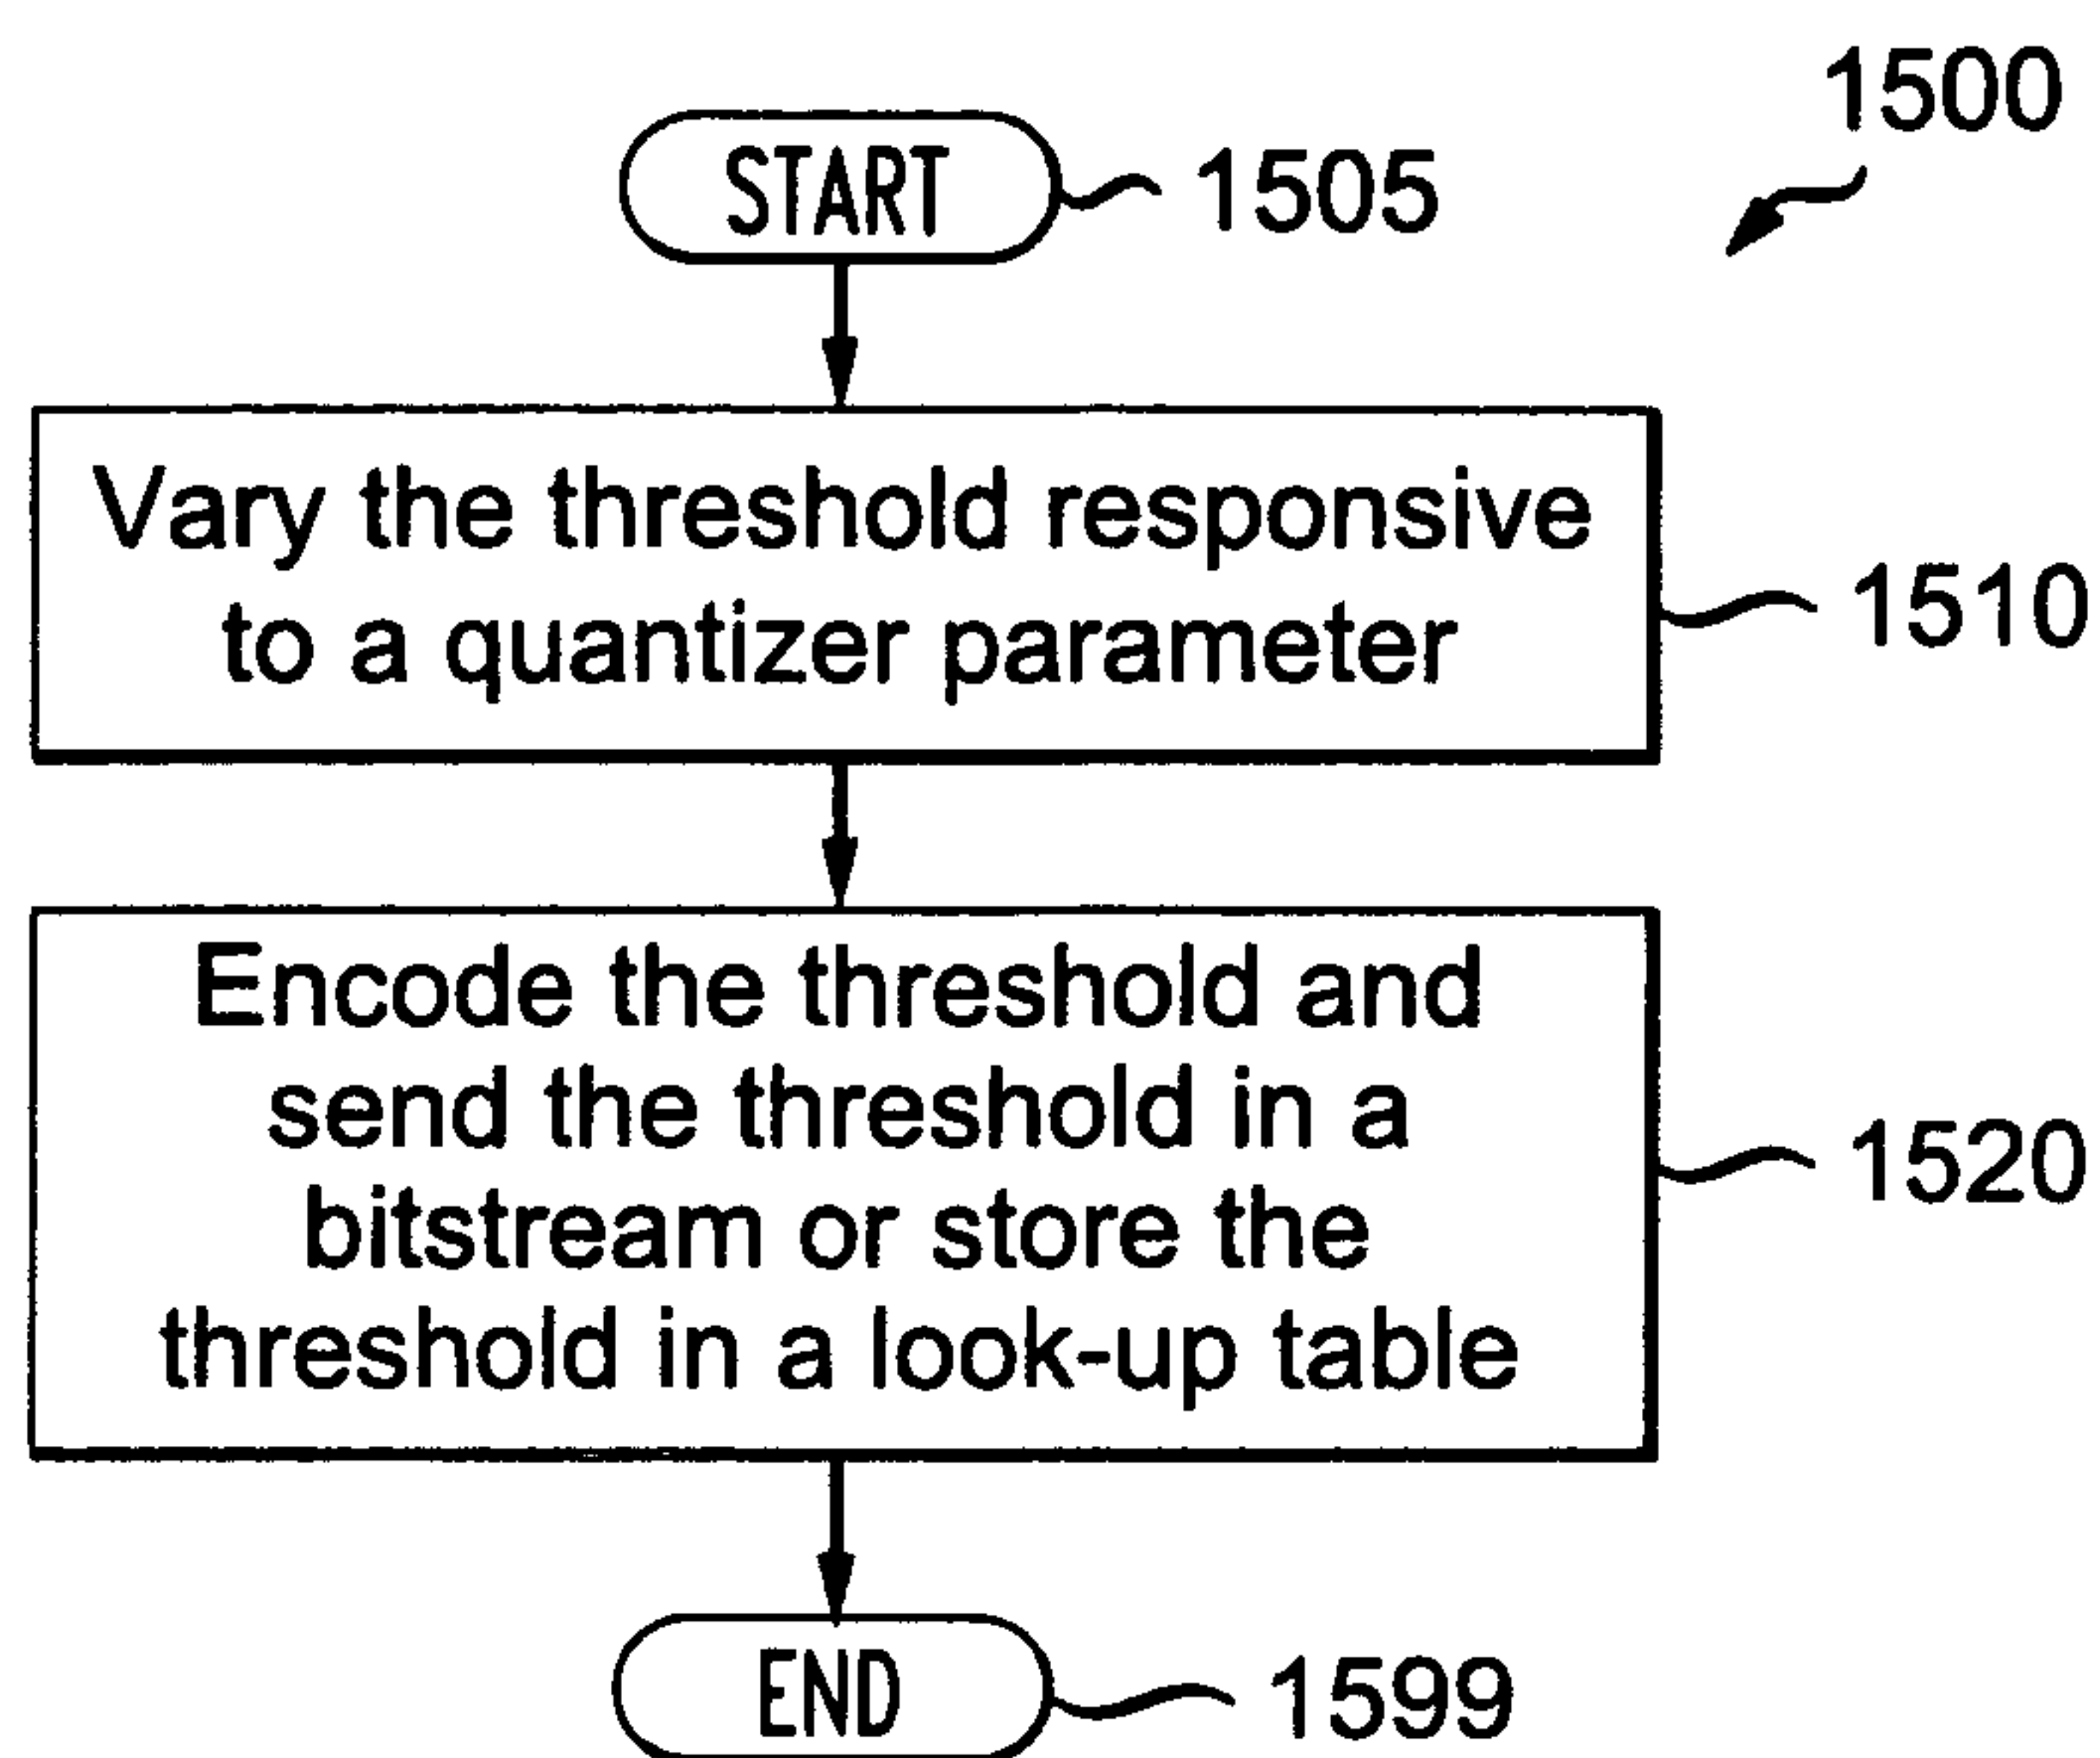 1500
START
1505
Vary the threshold responsive
to a quantizer parameter
1510
Encode the threshold and
send the threshold in a
bitstream or store the
threshold in a look-up table
1520
END
1599